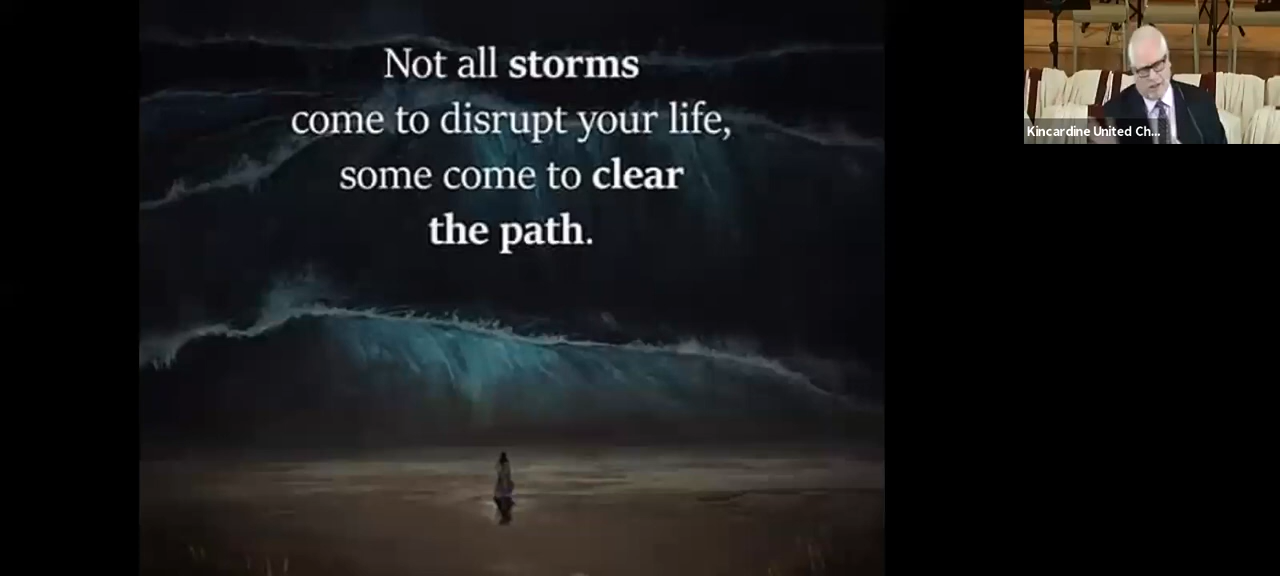 Not all storms
come to disrupt your life,
some come to clear
the path.
Kincardine United Ch...